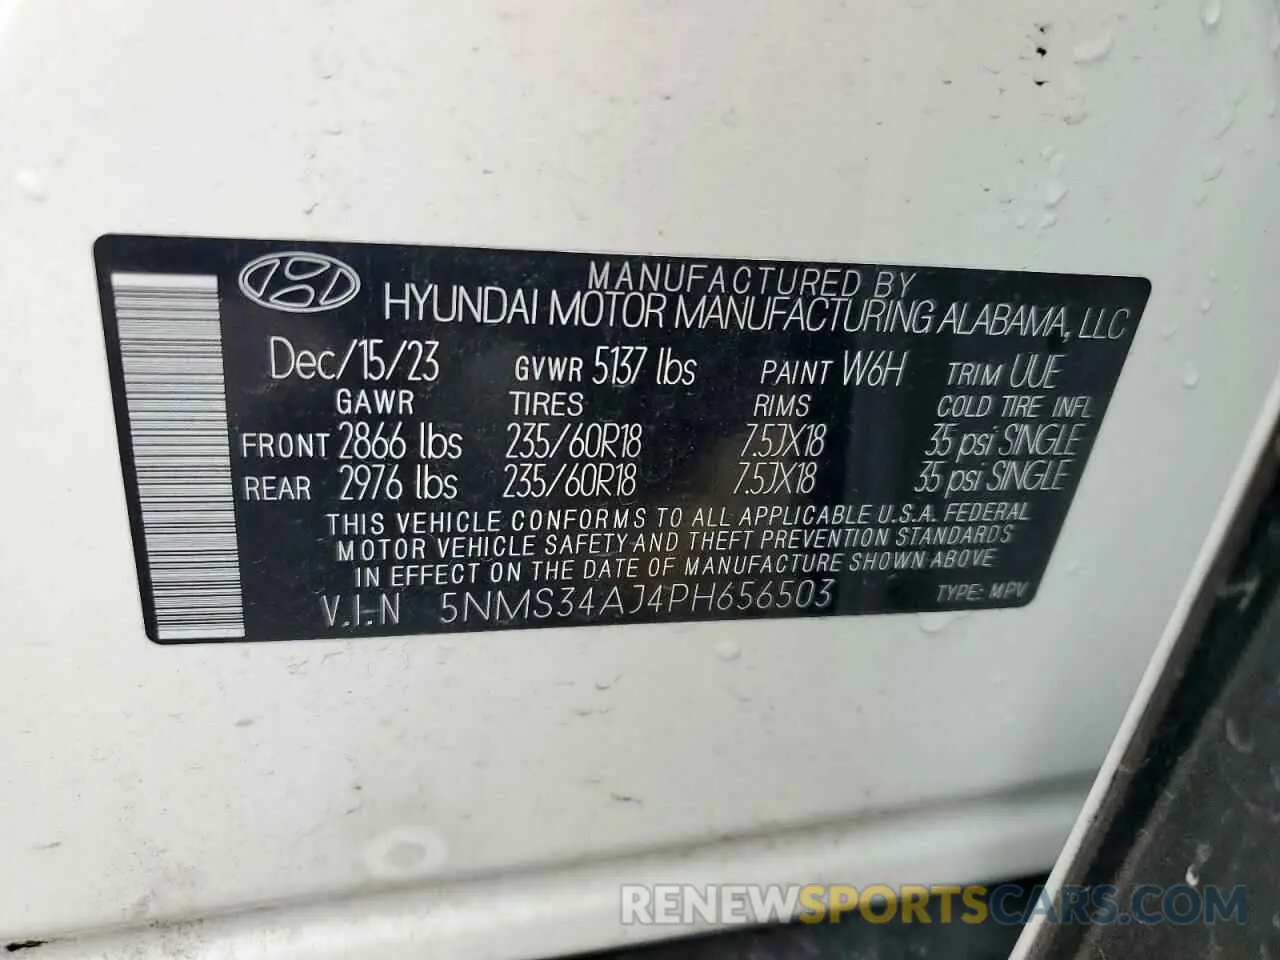 MANUFACTURED BY
HYUNDAI MOTOR MANUFACTURING ALABAMA, LLC
Dec/15/23 GVWR 5137 lbs PAINT W6H TRIM UUE
GAWR TIRES RIMS COLD TIRE INFL
FRONT 2866 lbs 235/60R18 7.5JX18 35 psi SINGLE
REAR 2976 lbs 235/60R18 7.5JX18 35 psi SINGLE
THIS VEHICLE CONFORMS TO ALL APPLICABLE U.S.A. FEDERAL
MOTOR VEHICLE SAFETY AND THEFT PREVENTION STANDARDS
IN EFFECT ON THE DATE OF MANUFACTURE SHOWN ABOVE
V.I.N 5NMS34AJ4PH656503 TYPE: MPV
RENEWSPORTSCARS.COM